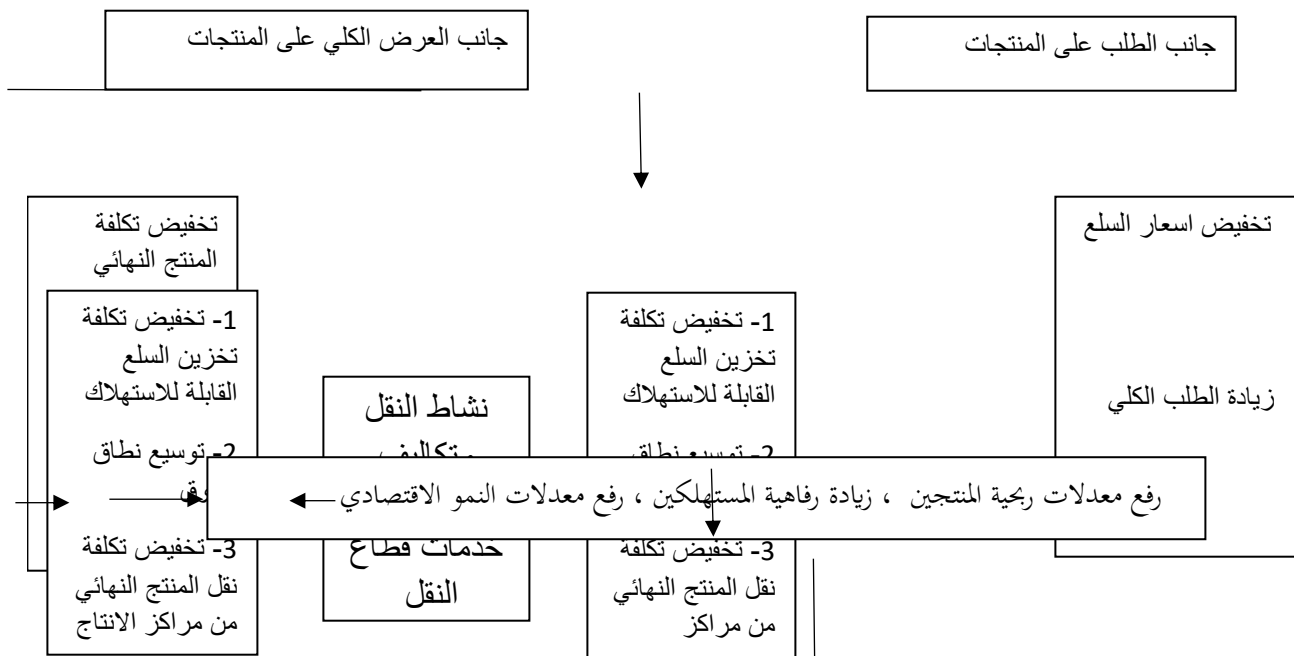 جانب الطلب على المنتجات
جانب العرض الكلي على المنتجات
تخفيض اسعار السلع
زيادة الطلب الكلي
1- تخفيض تكلفة
تخزين السلع
القابلة للاستهلاك
2- توسيع نطاق
3- تخفيض تكلفة
نقل المنتج النهائي
من مراكز
نشاط النقل
خدمات قطاع
النقل
تخفيض تكلفة
المنتج النهائي
1- تخفيض تكلفة
تخزين السلع
القابلة للاستهلاك
2- توسيع نطاق
3- تخفيض تكلفة
نقل المنتج النهائي
من مراكز الانتاج
رفع معدلات ربحية المنتجين ، زيادة رفاهية المستهلكين ، رفع معدلات النمو الاقتصادي